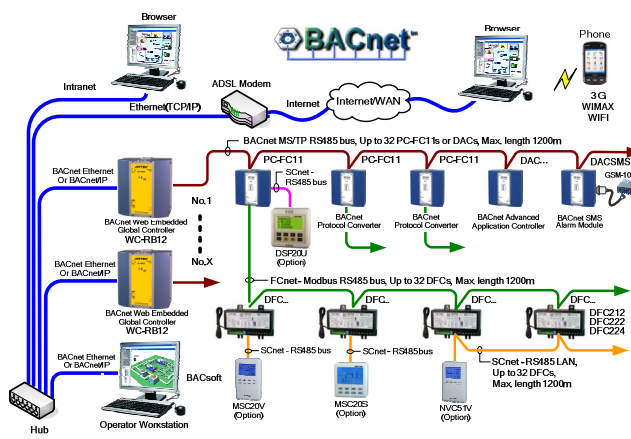 Browser
BACnet™
Browser
Phone
Intranet
ADSL Modem
Ethernet(TCP/IP)
Internet
Internet/WAN
3G
WIMAX
WIFI
BACnet MS/TP RS485 bus, Up to 32 PC-FC11s or DACs, Max, length 1200m
BACnet Ethernet
Or BACnet/IP
PC-FC11
SCnet -
RS485 bus
PC-FC11
PC-FC11
DAC...
DACSMS
GSM-10
No.1
BACnet Web Embedded
Global Controller
WC-RB12
DSP20U
(Option)
BACnet
Protocol Converter
BACnet
Protocol Converter
BACnet Advanced
Application Controller
BACnet SMS
Alarm Module
BACnet Ethernet
Or BACnet/IP
No.X
FCnet- Modbus RS485 bus, Up to 32 DFCs, Max, length 1200m
BACnet Web Embedded
Global Controller
WC-RB12
DFC...
DFC...
DFC...
DFC...
DFC212
DFC222
DFC224
BACnet Ethernet
Or BACnet/IP
BACsoft
SCnet - RS485 bus
SCnet - RS485 bus
SCnet - RS485 LAN,
Up to 32 DFCs,
Max, length 1200m
MSC20V
(Option)
MSC20S
(Option)
NVC51V
(Option)
Hub
Operator Workstation